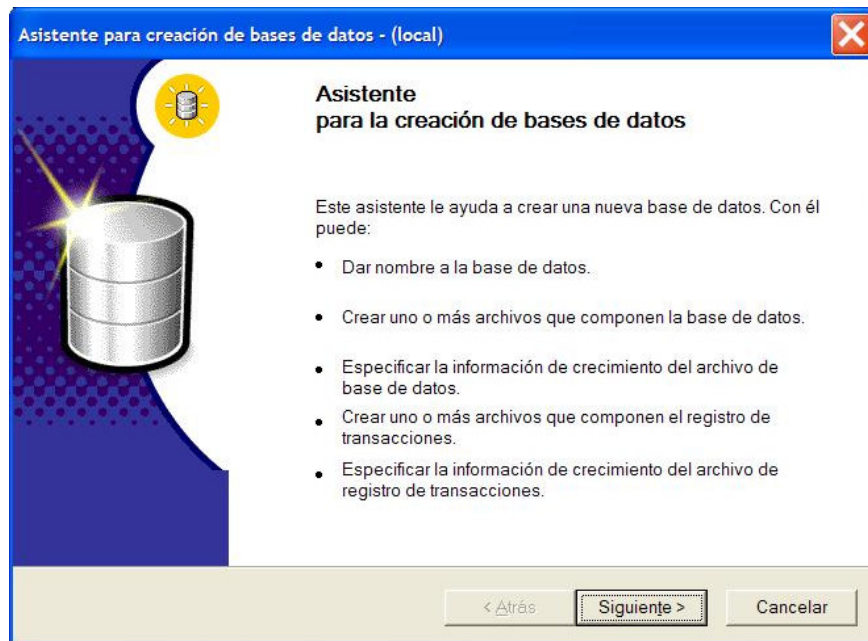 Asistente para creación de bases de datos - (local)
Asistente
para la creación de bases de datos
Este asistente le ayuda a crear una nueva base de datos. Con él
puede:
• Dar nombre a la base de datos.
• Crear uno o más archivos que componen la base de datos.
• Especificar la información de crecimiento del archivo de
base de datos.
• Crear uno o más archivos que componen el registro de
transacciones.
• Especificar la información de crecimiento del archivo de
registro de transacciones.
< Atrás
Siguiente >
Cancelar